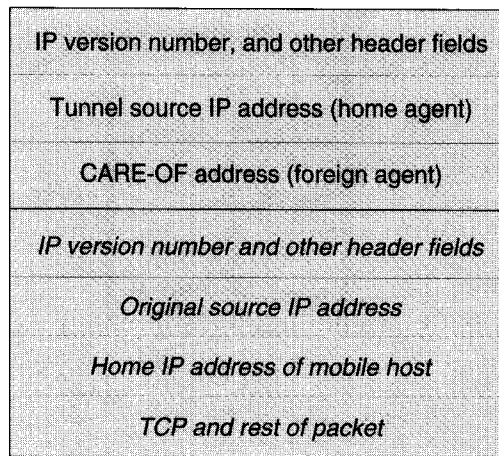 IP version number, and other header fields
Tunnel source IP address (home agent)
CARE-OF address (foreign agent)
IP version number and other header fields
Original source IP address
Home IP address of mobile host
TCP and rest of packet